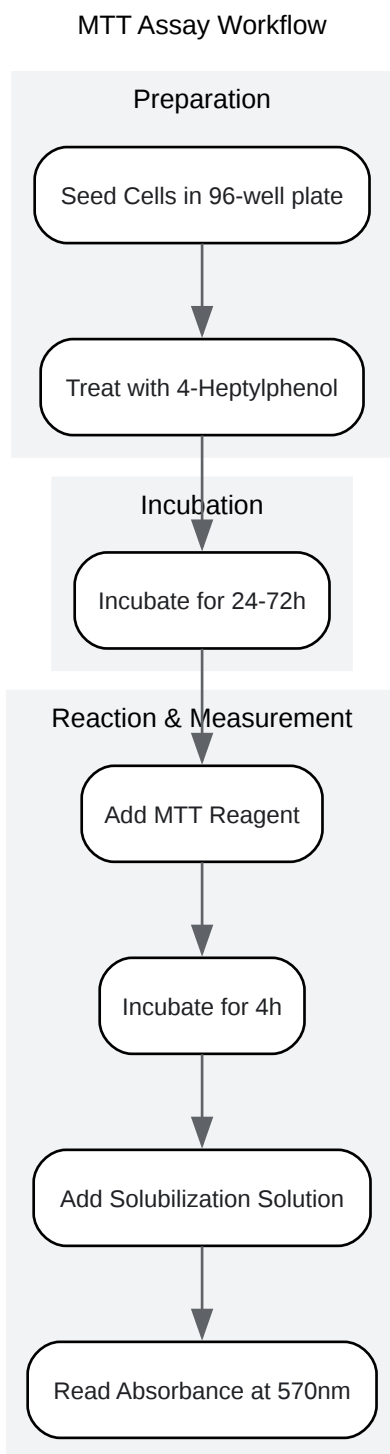 MTT Assay Workflow
Preparation
Seed Cells in 96-well plate
Treat with 4-Heptylphenol
Incubation
Incubate for 24-72h
Reaction & Measurement
Add MTT Reagent
Incubate for 4h
Add Solubilization Solution
Read Absorbance at 570nm